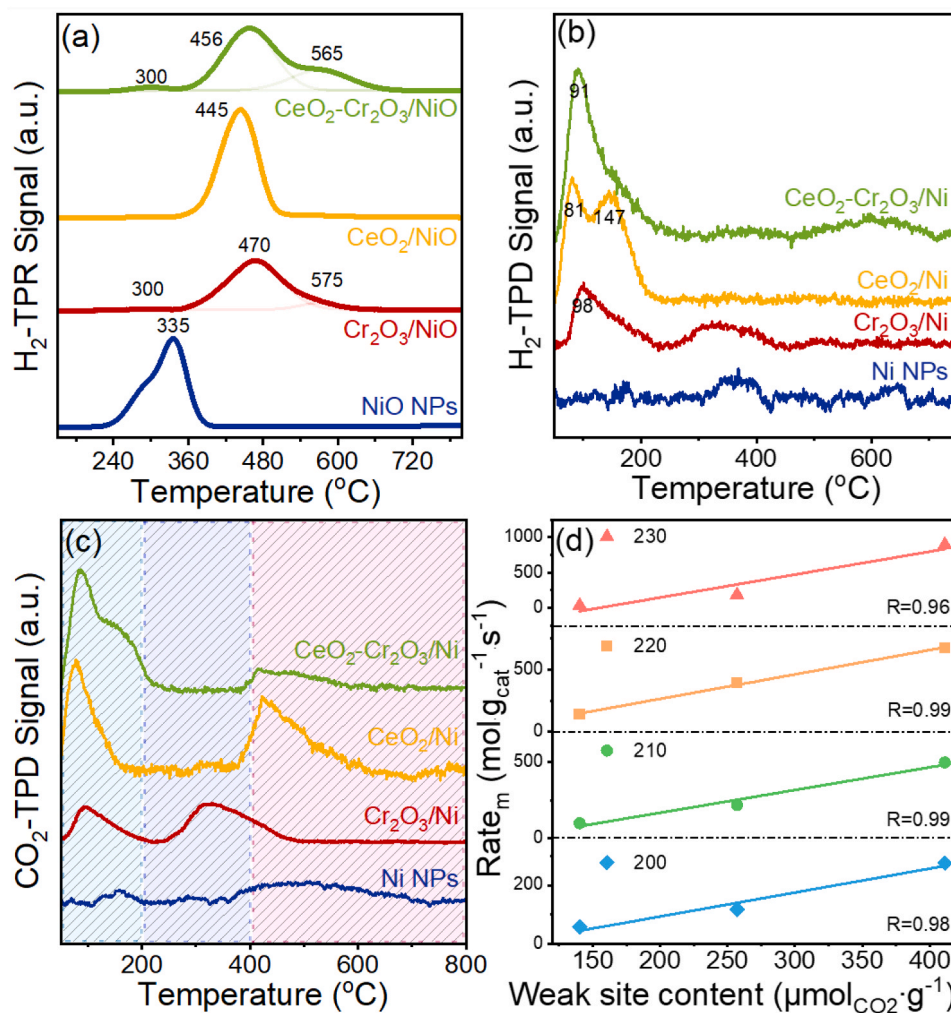 (a)
456
565
300
CeO₂-Cr₂O₃/NiO
445
CeO₂/NiO
470
300
575
Cr₂O₃/NiO
335
NiO NPs
H₂-TPR Signal (a.u.)
240 360 480 600 720
Temperature (°C)
(b)
91
CeO₂-Cr₂O₃/Ni
81
147
CeO₂/Ni
98
Cr₂O₃/Ni
Ni NPs
H₂-TPD Signal (a.u.)
200 400 600
Temperature (°C)
(c)
CeO₂-Cr₂O₃/Ni
CeO₂/Ni
Cr₂O₃/Ni
Ni NPs
CO₂-TPD Signal (a.u.)
200 400 600 800
Temperature (°C)
(d)
1000
230
500
0
R=0.96
220
500
0
R=0.99
210
500
0
R=0.99
200
200
0
R=0.98
Rateₘ (mol·g_cat⁻¹·s⁻¹)
150 200 250 300 350 400
Weak site content (μmol_CO2·g⁻¹)